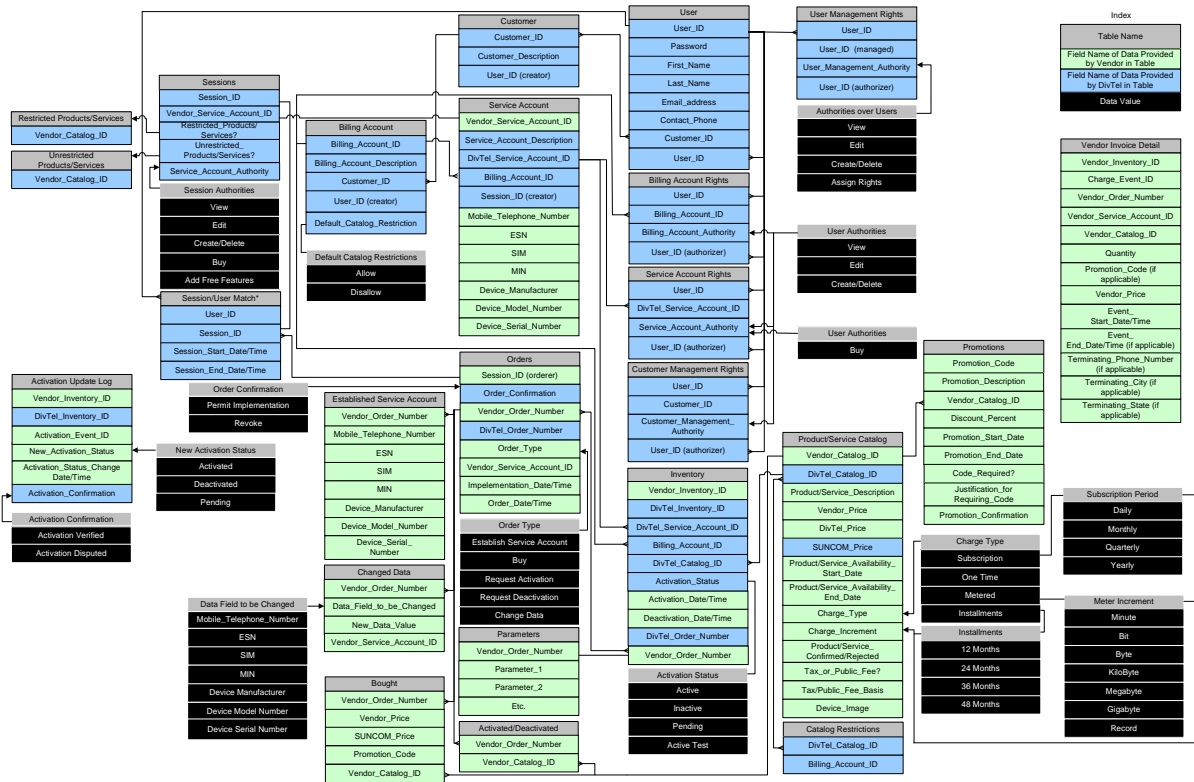 Index
Table Name
Field Name of Data Provided
by Vendor in Table
Field Name of Data Provided
by DivTel in Table
Data Value
Customer
Customer_ID
Customer_Description
User_ID (creator)
User
User_ID
Password
First_Name
Last_Name
Email_address
Contact_Phone
Customer_ID
User_ID
User Management Rights
User_ID
User_ID (managed)
User_Management_Authority
User_ID (authorizer)
Authorities over Users
View
Edit
Create/Delete
Assign Rights
Sessions
Session_ID
Vendor_Service_Account_ID
Restricted_Products/
Services?
Unrestricted_
Products/Services?
Service_Account_Authority
Restricted Products/Services
Vendor_Catalog_ID
Unrestricted
Products/Services
Vendor_Catalog_ID
Session Authorities
View
Edit
Create/Delete
Buy
Add Free Features
Billing Account
Billing_Account_ID
Billing_Account_Description
Customer_ID
User_ID (creator)
Default_Catalog_Restriction
Default Catalog Restrictions
Allow
Disallow
Service Account
Vendor_Service_Account_ID
Service_Account_Description
DivTel_Service_Account_ID
Billing_Account_ID
Session_ID (creator)
Mobile_Telephone_Number
ESN
SIM
MIN
Device_Manufacturer
Device_Model_Number
Device_Serial_Number
Billing Account Rights
User_ID
Billing_Account_ID
Billing_Account_Authority
User_ID (authorizer)
User Authorities
View
Edit
Create/Delete
Service Account Rights
User_ID
DivTel_Service_Account_ID
Service_Account_Authority
User_ID (authorizer)
User Authorities
Buy
Customer Management Rights
User_ID
Customer_ID
Customer_Management_
Authority
User_ID (authorizer)
Vendor Invoice Detail
Vendor_Inventory_ID
Charge_Event_ID
Vendor_Order_Number
Vendor_Service_Account_ID
Vendor_Catalog_ID
Quantity
Promotion_Code (if
applicable)
Vendor_Price
Event_
Start_Date/Time
Event_
End_Date/Time (if applicable)
Terminating_Phone_Number
(if applicable)
Terminating_City (if
applicable)
Terminating_State (if
applicable)
Session/User Match*
User_ID
Session_ID
Session_Start_Date/Time
Session_End_Date/Time
Activation Update Log
Vendor_Inventory_ID
DivTel_Inventory_ID
Activation_Event_ID
New_Activation_Status
Activation_Status_Change
Date/Time
Activation_Confirmation
Activation Confirmation
Activation Verified
Activation Disputed
Order Confirmation
Permit Implementation
Revoke
New Activation Status
Activated
Deactivated
Pending
Established Service Account
Vendor_Order_Number
Mobile_Telephone_Number
ESN
SIM
MIN
Device_Manufacturer
Device_Model_Number
Device_Serial_
Number
Orders
Session_ID (orderer)
Order_Confirmation
Vendor_Order_Number
DivTel_Order_Number
Order_Type
Vendor_Service_Account_ID
Impelementation_Date/Time
Order_Date/Time
Order Type
Establish Service Account
Buy
Request Activation
Request Deactivation
Change Data
Changed Data
Vendor_Order_Number
Data_Field_to_be_Changed
New_Data_Value
Vendor_Service_Account_ID
Data Field to be Changed
Mobile_Telephone_Number
ESN
SIM
MIN
Device Manufacturer
Device Model Number
Device Serial Number
Parameters
Vendor_Order_Number
Parameter_1
Parameter_2
Etc.
Bought
Vendor_Order_Number
Vendor_Price
SUNCOM_Price
Promotion_Code
Vendor_Catalog_ID
Activated/Deactivated
Vendor_Order_Number
Vendor_Catalog_ID
Inventory
Vendor_Inventory_ID
DivTel_Inventory_ID
DivTel_Service_Account_ID
Billing_Account_ID
DivTel_Catalog_ID
Activation_Status
Activation_Date/Time
Deactivation_Date/Time
DivTel_Order_Number
Vendor_Order_Number
Activation Status
Active
Inactive
Pending
Active Test
Product/Service Catalog
Vendor_Catalog_ID
DivTel_Catalog_ID
Product/Service_Description
Vendor_Price
DivTel_Price
SUNCOM_Price
Product/Service_Availability_
Start_Date
Product/Service_Availability_
End_Date
Charge_Type
Charge_Increment
Product/Service_
Confirmed/Rejected
Tax_or_Public_Fee?
Tax/Public_Fee_Basis
Device_Image
Catalog Restrictions
DivTel_Catalog_ID
Billing_Account_ID
Promotions
Promotion_Code
Promotion_Description
Vendor_Catalog_ID
Discount_Percent
Promotion_Start_Date
Promotion_End_Date
Code_Required?
Justification_for
Requiring_Code
Promotion_Confirmation
Charge Type
Subscription
One Time
Metered
Installments
Installments
12 Months
24 Months
36 Months
48 Months
Subscription Period
Daily
Monthly
Quarterly
Yearly
Meter Increment
Minute
Bit
Byte
KiloByte
Megabyte
Gigabyte
Record